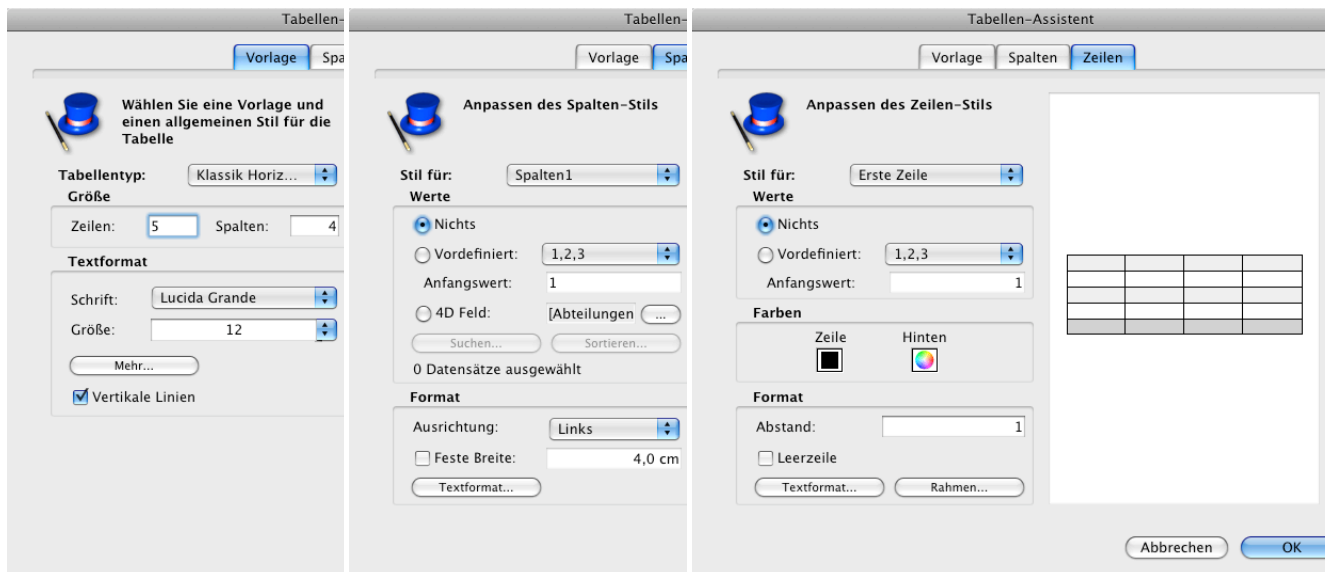 Tabellen-
Vorlage Spa
Wählen Sie eine Vorlage und
einen allgemeinen Stil für die
Tabelle
Tabellentyp: Klassik Horiz...
Größe
Zeilen: 5 Spalten: 4
Textformat
Schrift: Lucida Grande
Größe: 12
Mehr...
Vertikale Linien
Tabellen-
Vorlage Spa
Anpassen des Spalten-Stils
Stil für: Spalten1
Werte
Nichts
Vordefiniert: 1,2,3
Anfangswert: 1
4D Feld: [Abteilungen ...
Suchen... Sortieren...
0 Datensätze ausgewählt
Format
Ausrichtung: Links
Feste Breite: 4,0 cm
Textformat...
Tabellen-Assistent
Vorlage Spalten Zeilen
Anpassen des Zeilen-Stils
Stil für: Erste Zeile
Werte
Nichts
Vordefiniert: 1,2,3
Anfangswert: 1
Farben
Zeile Hinten
Format
Abstand: 1
Leerzeile
Textformat... Rahmen...
Abbrechen OK